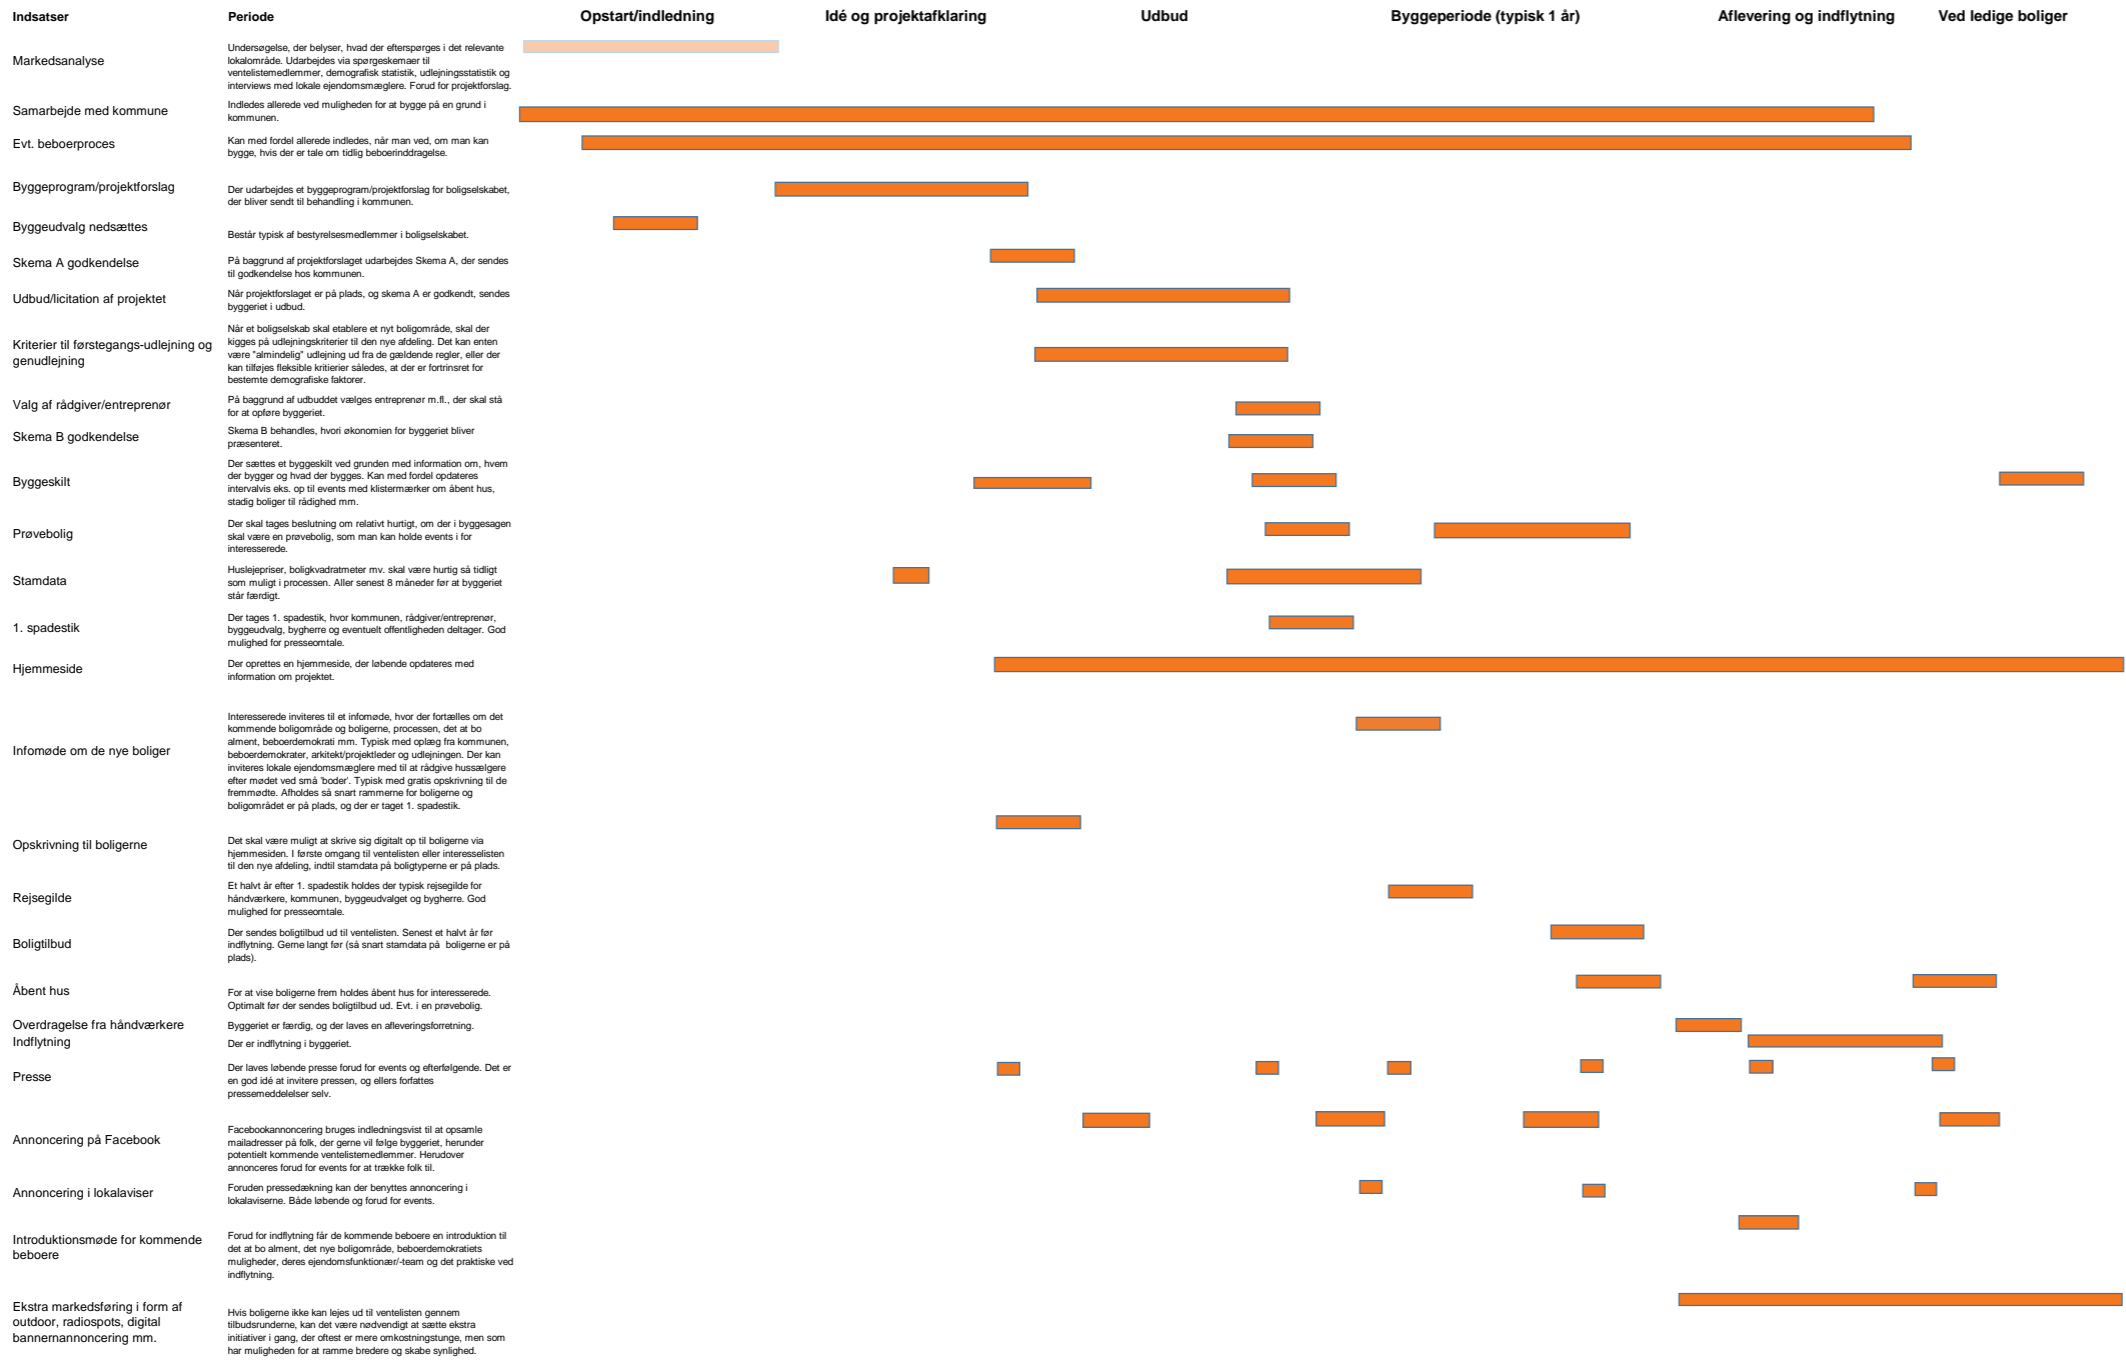 Indsatser
Periode
Opstart/indledning
Idé og projektafklaring
Udbud
Byggeperiode (typisk 1 år)
Aflevering og indflytning
Ved ledige boliger
Markedsanalyse
Undersøgelse, der belyser, hvad der efterspørges i det relevante
lokalområde. Udarbejdes via spørgeskemaer til
ventelistemedlemmer, demografisk statistik, udlejningsstatistik og
interviews med lokale ejendomsmæglere. Forud for projektforslag.
Samarbejde med kommune
Indledes allerede ved muligheden for at bygge på en grund i
kommunen.
Evt. beboerproces
Kan med fordel allerede indledes, når man ved, om man kan
bygge, hvis der er tale om tidlig beboerinddragelse.
Byggeprogram/projektforslag
Der udarbejdes et byggeprogram/projektforslag for boligselskabet,
der bliver sendt til behandling i kommunen.
Byggeudvalg nedsættes
Består typisk af bestyrelsesmedlemmer i boligselskabet.
Skema A godkendelse
På baggrund af projektforslaget udarbejdes Skema A, der sendes
til godkendelse hos kommunen.
Udbud/licitation af projektet
Når projektforslaget er på plads, og skema A er godkendt, sendes
byggeriet i udbud.
Kriterier til førstegangs-udlejning og
genudlejning
Når et boligselskab skal etablere et nyt boligområde, skal der
kigges på udlejningskriterier til den nye afdeling. Det kan enten
være "almindelig" udlejning ud fra de gældende regler, eller der
kan tilføjes fleksible kritierier således, at der er fortrinsret for
bestemte demografiske faktorer.
Valg af rådgiver/entreprenør
På baggrund af udbuddet vælges entreprenør m.fl., der skal stå
for at opføre byggeriet.
Skema B godkendelse
Skema B behandles, hvori økonomien for byggeriet bliver
præsenteret.
Byggeskilt
Der sættes et byggeskilt ved grunden med information om, hvem
der bygger og hvad der bygges. Kan med fordel opdateres
intervalvis eks. op til events med klistermærker om åbent hus,
stadig boliger til rådighed mm.
Prøvebolig
Der skal tages beslutning om relativt hurtigt, om der i byggesagen
skal være en prøvebolig, som man kan holde events i for
interesserede.
Stamdata
Huslejepriser, boligkvadratmeter mv. skal være hurtig så tidligt
som muligt i processen. Aller senest 8 måneder før at byggeriet
står færdigt.
1. spadestik
Der tages 1. spadestik, hvor kommunen, rådgiver/entreprenør,
byggeudvalg, bygherre og eventuelt offentligheden deltager. God
mulighed for presseomtale.
Hjemmeside
Der oprettes en hjemmeside, der løbende opdateres med
information om projektet.
Infomøde om de nye boliger
Interesserede inviteres til et infomøde, hvor der fortælles om det
kommende boligområde og boligerne, processen, det at bo
alment, beboerdemokrati mm. Typisk med oplæg fra kommunen,
beboerdemokrater, arkitekt/projektleder og udlejningen. Der kan
inviteres lokale ejendomsmæglere med til at rådgive hussælgere
efter mødet ved små 'boder'. Typisk med gratis opskrivning til de
fremmødte. Afholdes så snart rammerne for boligerne og
boligområdet er på plads, og der er taget 1. spadestik.
Opskrivning til boligerne
Det skal være muligt at skrive sig digitalt op til boligerne via
hjemmesiden. I første omgang til ventelisten eller interesselisten
til den nye afdeling, indtil stamdata på boligtyperne er på plads.
Rejsegilde
Et halvt år efter 1. spadestik holdes der typisk rejsegilde for
håndværkere, kommunen, byggeudvalget og bygherre. God
mulighed for presseomtale.
Boligtilbud
Der sendes boligtilbud ud til ventelisten. Senest et halvt år før
indflytning. Gerne langt før (så snart stamdata på boligerne er på
plads).
Åbent hus
For at vise boligerne frem holdes åbent hus for interesserede.
Optimalt før der sendes boligtilbud ud. Evt. i en prøvebolig.
Overdragelse fra håndværkere
Byggeriet er færdig, og der laves en afleveringsforretning.
Indflytning
Der er indflytning i byggeriet.
Presse
Der laves løbende presse forud for events og efterfølgende. Det er
en god idé at invitere pressen, og ellers forfattes
pressemeddelelser selv.
Annoncering på Facebook
Facebookannoncering bruges indledningsvist til at opsamle
mailadresser på folk, der gerne vil følge byggeriet, herunder
potentielt kommende ventelistemedlemmer. Herudover
annonceres forud for events for at trække folk til.
Annoncering i lokalaviser
Foruden pressedækning kan der benyttes annoncering i
lokalaviserne. Både løbende og forud for events.
Introduktionsmøde for kommende
beboere
Forud for indflytning får de kommende beboere en introduktion til
det at bo alment, det nye boligområde, beboerdemokratiets
muligheder, deres ejendomsfunktionær/-team og det praktiske ved
indflytning.
Ekstra markedsføring i form af
outdoor, radiospots, digital
bannernannoncering mm.
Hvis boligerne ikke kan lejes ud til ventelisten gennem
tilbudsrunderne, kan det være nødvendigt at sætte ekstra
initiativer i gang, der oftest er mere omkostningstunge, men som
har muligheden for at ramme bredere og skabe synlighed.